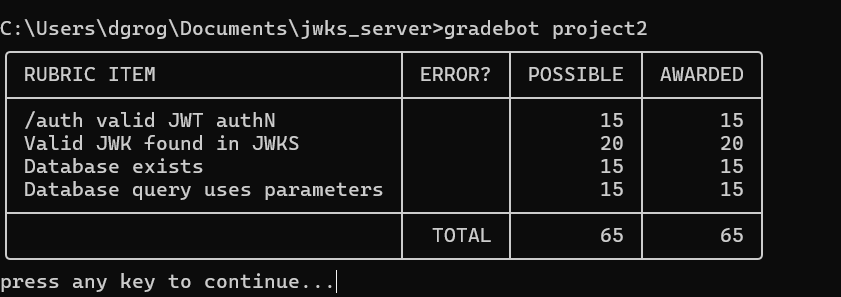 C:\Users\dgrog\Documents\jwks_server>gradebot project2
RUBRIC ITEM ERROR? POSSIBLE AWARDED
/auth valid JWT authN 15 15
Valid JWK found in JWKS 20 20
Database exists 15 15
Database query uses parameters 15 15
TOTAL 65 65
press any key to continue...